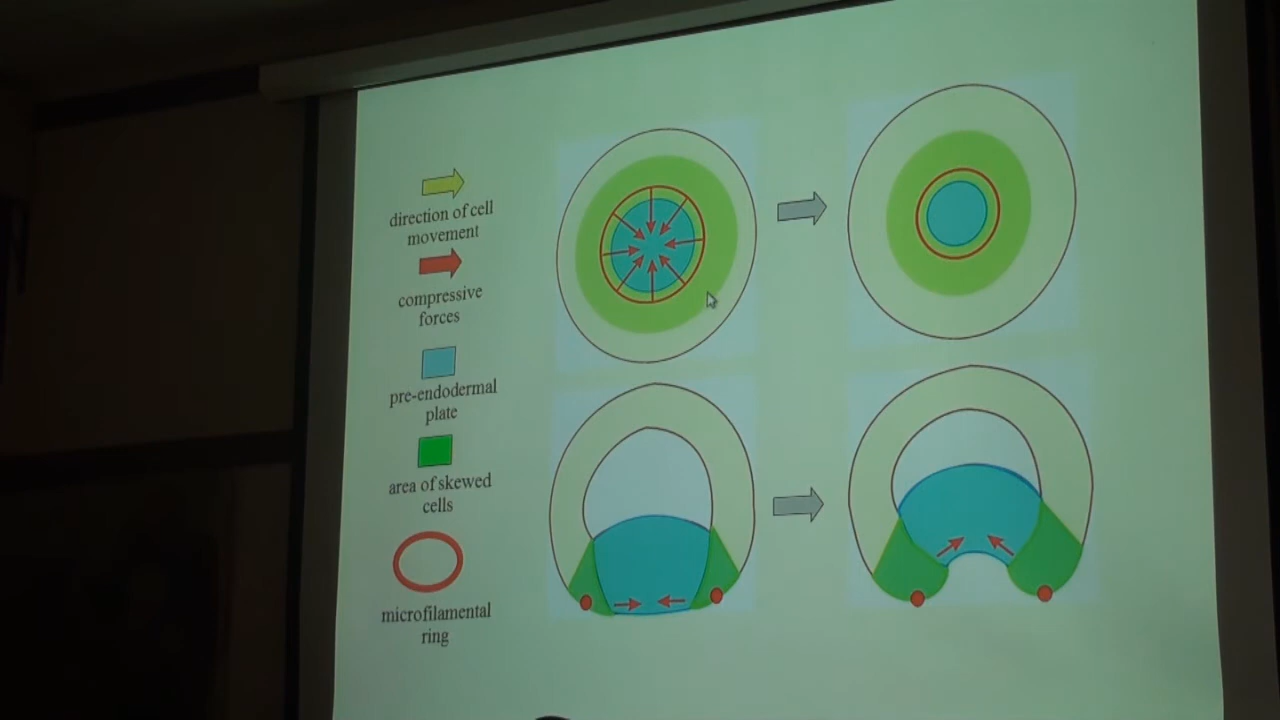 direction of cell
movement
compressive
forces
pre-endodermal
plate
area of skewed
cells
microfilamental
ring